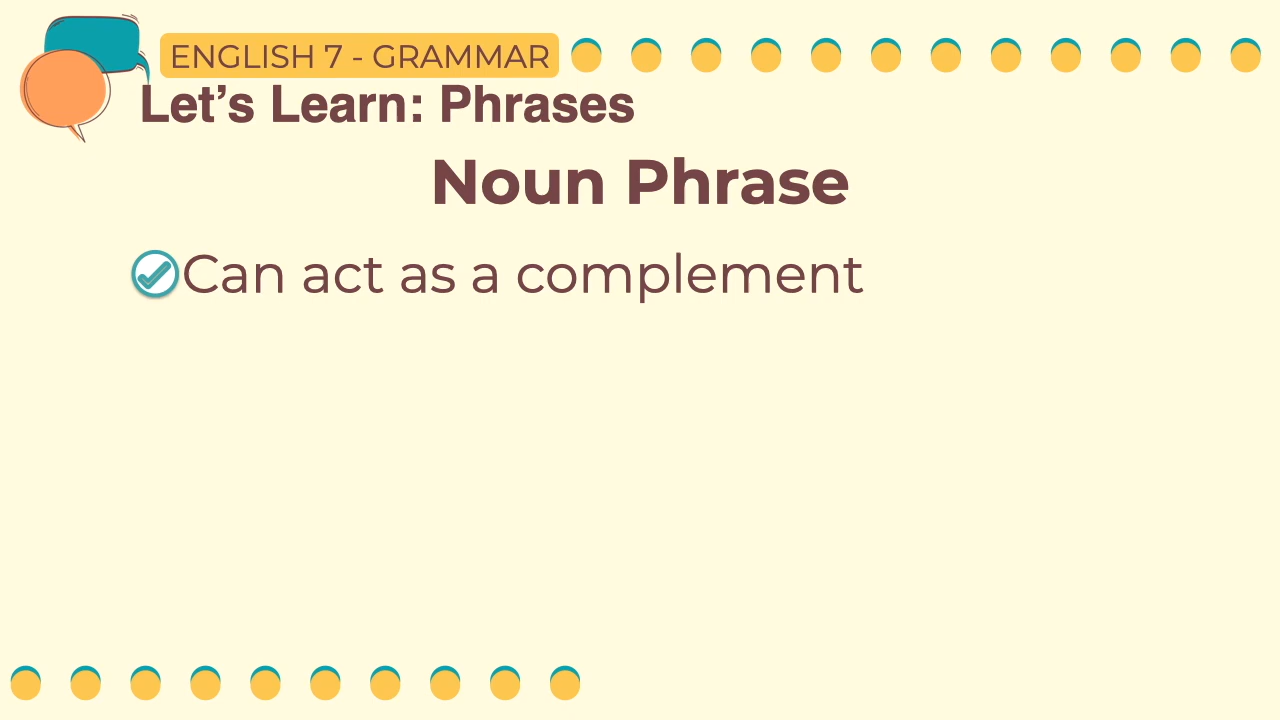 ENGLISH 7 - GRAMMAR
Let’s Learn: Phrases
Noun Phrase
Can act as a complement